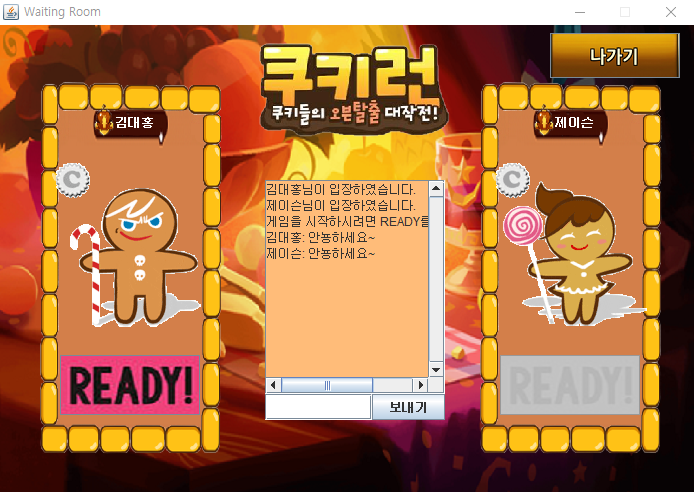 Waiting Room
나가기
쿠키런
쿠키들의 오븐탈출 대작전!
김대홍
제이슨
C
C
김대홍님이 입장하였습니다.
제이슨님이 입장하였습니다.
게임을 시작하시려면 READY를
김대홍: 안뇽하세요~
제이슨: 안뇽하세요~
READY!
READY!
보내기